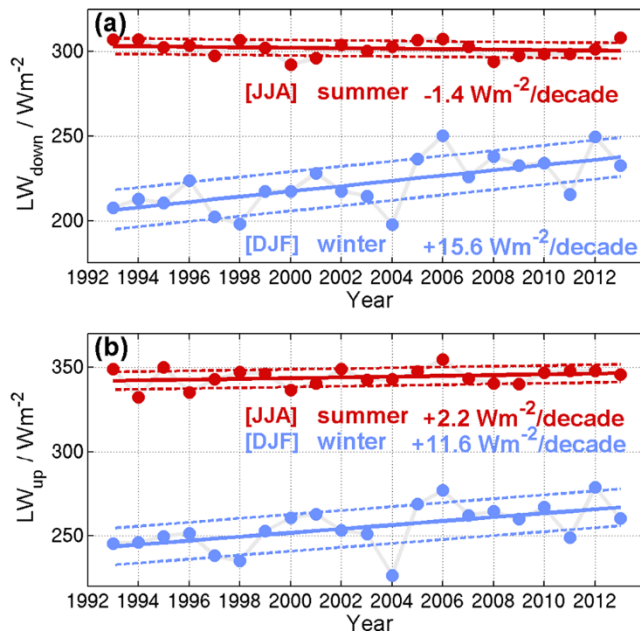 (a)
300
250
200
LW_down / Wm^-2
[JJA] summer -1.4 Wm^-2/decade
[DJF] winter +15.6 Wm^-2/decade
1992 1994 1996 1998 2000 2002 2004 2006 2008 2010 2012
Year
(b)
350
300
250
LW_up / Wm^-2
[JJA] summer +2.2 Wm^-2/decade
[DJF] winter +11.6 Wm^-2/decade
1992 1994 1996 1998 2000 2002 2004 2006 2008 2010 2012
Year